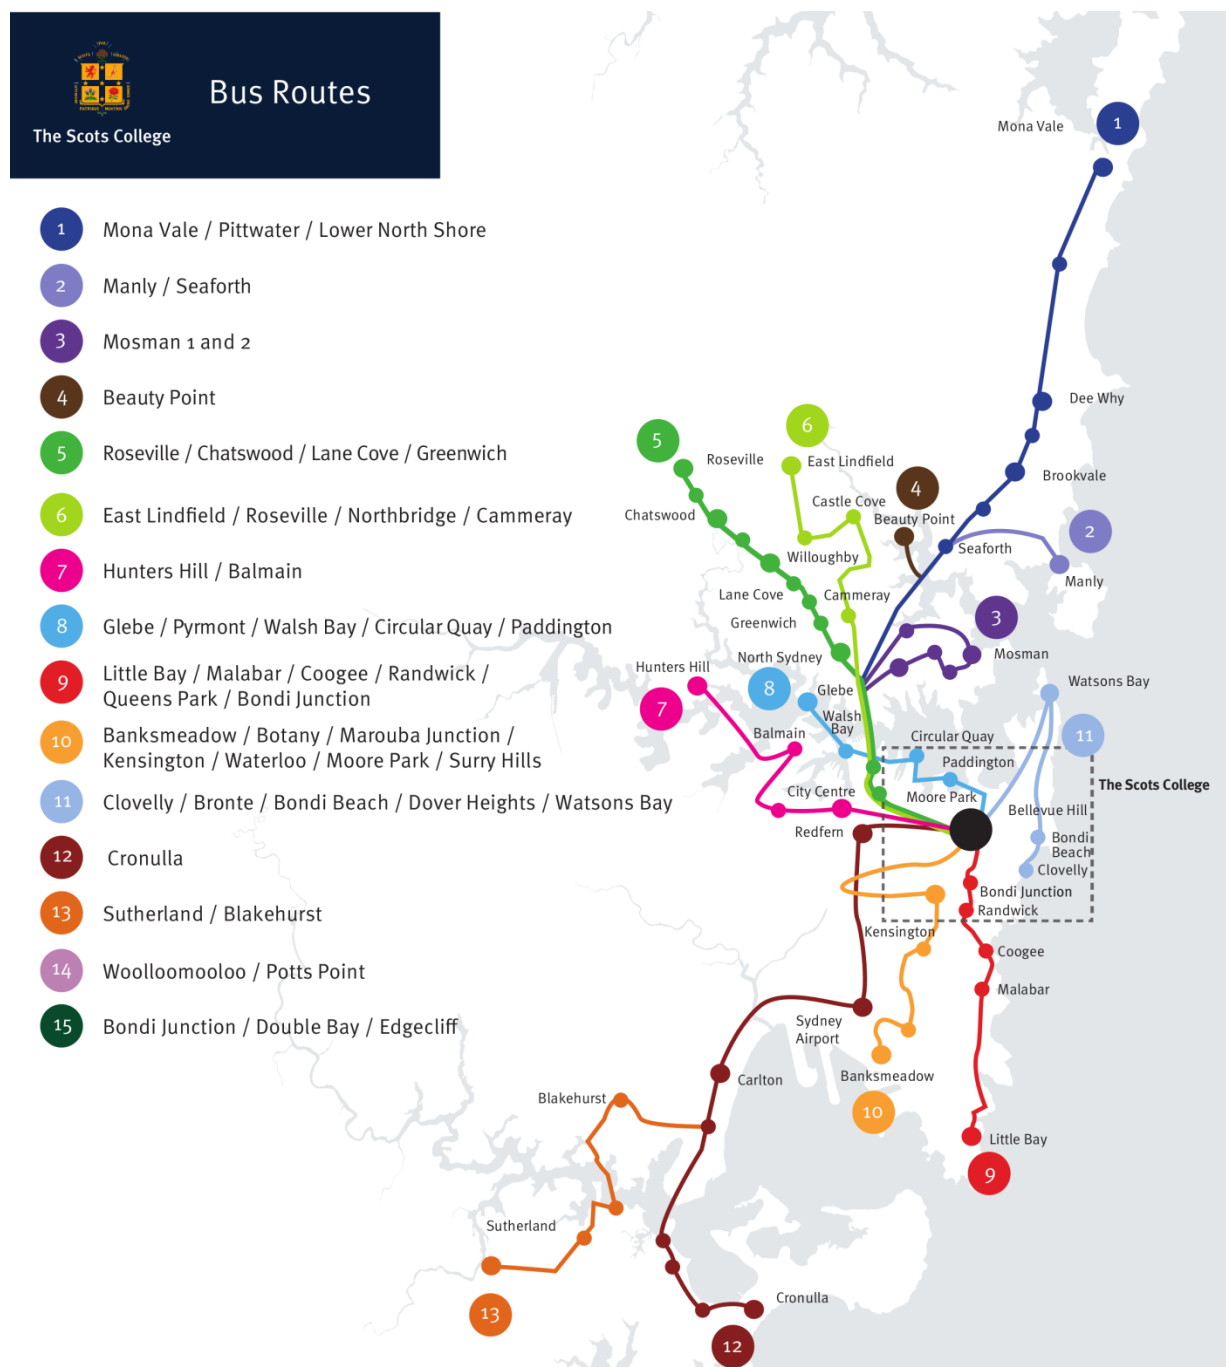 Bus Routes
The Scots College
1 Mona Vale / Pittwater / Lower North Shore
2 Manly / Seaforth
3 Mosman 1 and 2
4 Beauty Point
5 Roseville / Chatswood / Lane Cove / Greenwich
6 East Lindfield / Roseville / Northbridge / Cammeray
7 Hunters Hill / Balmain
8 Glebe / Pyrmont / Walsh Bay / Circular Quay / Paddington
9 Little Bay / Malabar / Coogee / Randwick /
Queens Park / Bondi Junction
10 Banksmeadow / Botany / Marouba Junction /
Kensington / Waterloo / Moore Park / Surry Hills
11 Clovelly / Bronte / Bondi Beach / Dover Heights / Watsons Bay
12 Cronulla
13 Sutherland / Blakehurst
14 Woolloomooloo / Potts Point
15 Bondi Junction / Double Bay / Edgecliff
Mona Vale
1
Dee Why
Brookvale
5
Roseville
6
East Lindfield
Chatswood
Castle Cove
4
Beauty Point
Willoughby
Seaforth
2
Manly
Lane Cove
Cammeray
Greenwich
3
Mosman
Hunters Hill
7
North Sydney
8
Glebe
Walsh
Bay
Watsons Bay
11
Balmain
Circular Quay
Paddington
The Scots College
City Centre
Moore Park
Bellevue Hill
Redfern
Bondi
Beach
Clovelly
Bondi Junction
Randwick
Kensington
Coogee
Malabar
Sydney
Airport
Banksmeadow
10
Carlton
Blakehurst
Little Bay
9
Sutherland
13
Cronulla
12